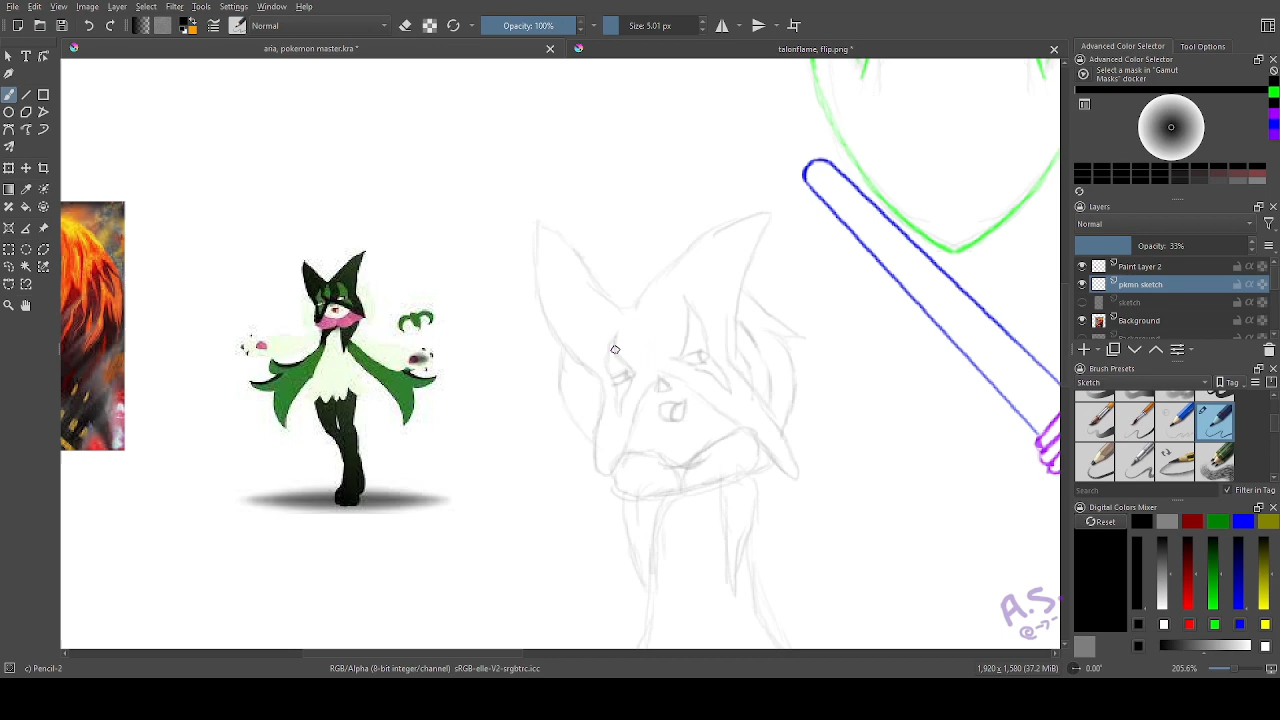 File Edit View Image Layer Select Filter Tools Settings Window Help
Normal Opacity: 100% Size: 5.01 px
aria, pokemon master.kra * talonflame, flip.png *
Advanced Color Selector Tool Options
Advanced Color Selector
Select a mask in "Gamut
Masks" docker
Layers
Normal
Opacity: 33%
Paint Layer 2
pkmn sketch
sketch
Background
Brush Presets
Sketch Tag
Search Filter in Tag
Digital Colors Mixer
Reset
A.S.
Pencil-2 RGB/Alpha (8-bit integer/channel) sRGB-elle-V2-srgbtrc.icc 1,920 x 1,580 (37.2 MiB) 0.00° 205.6%